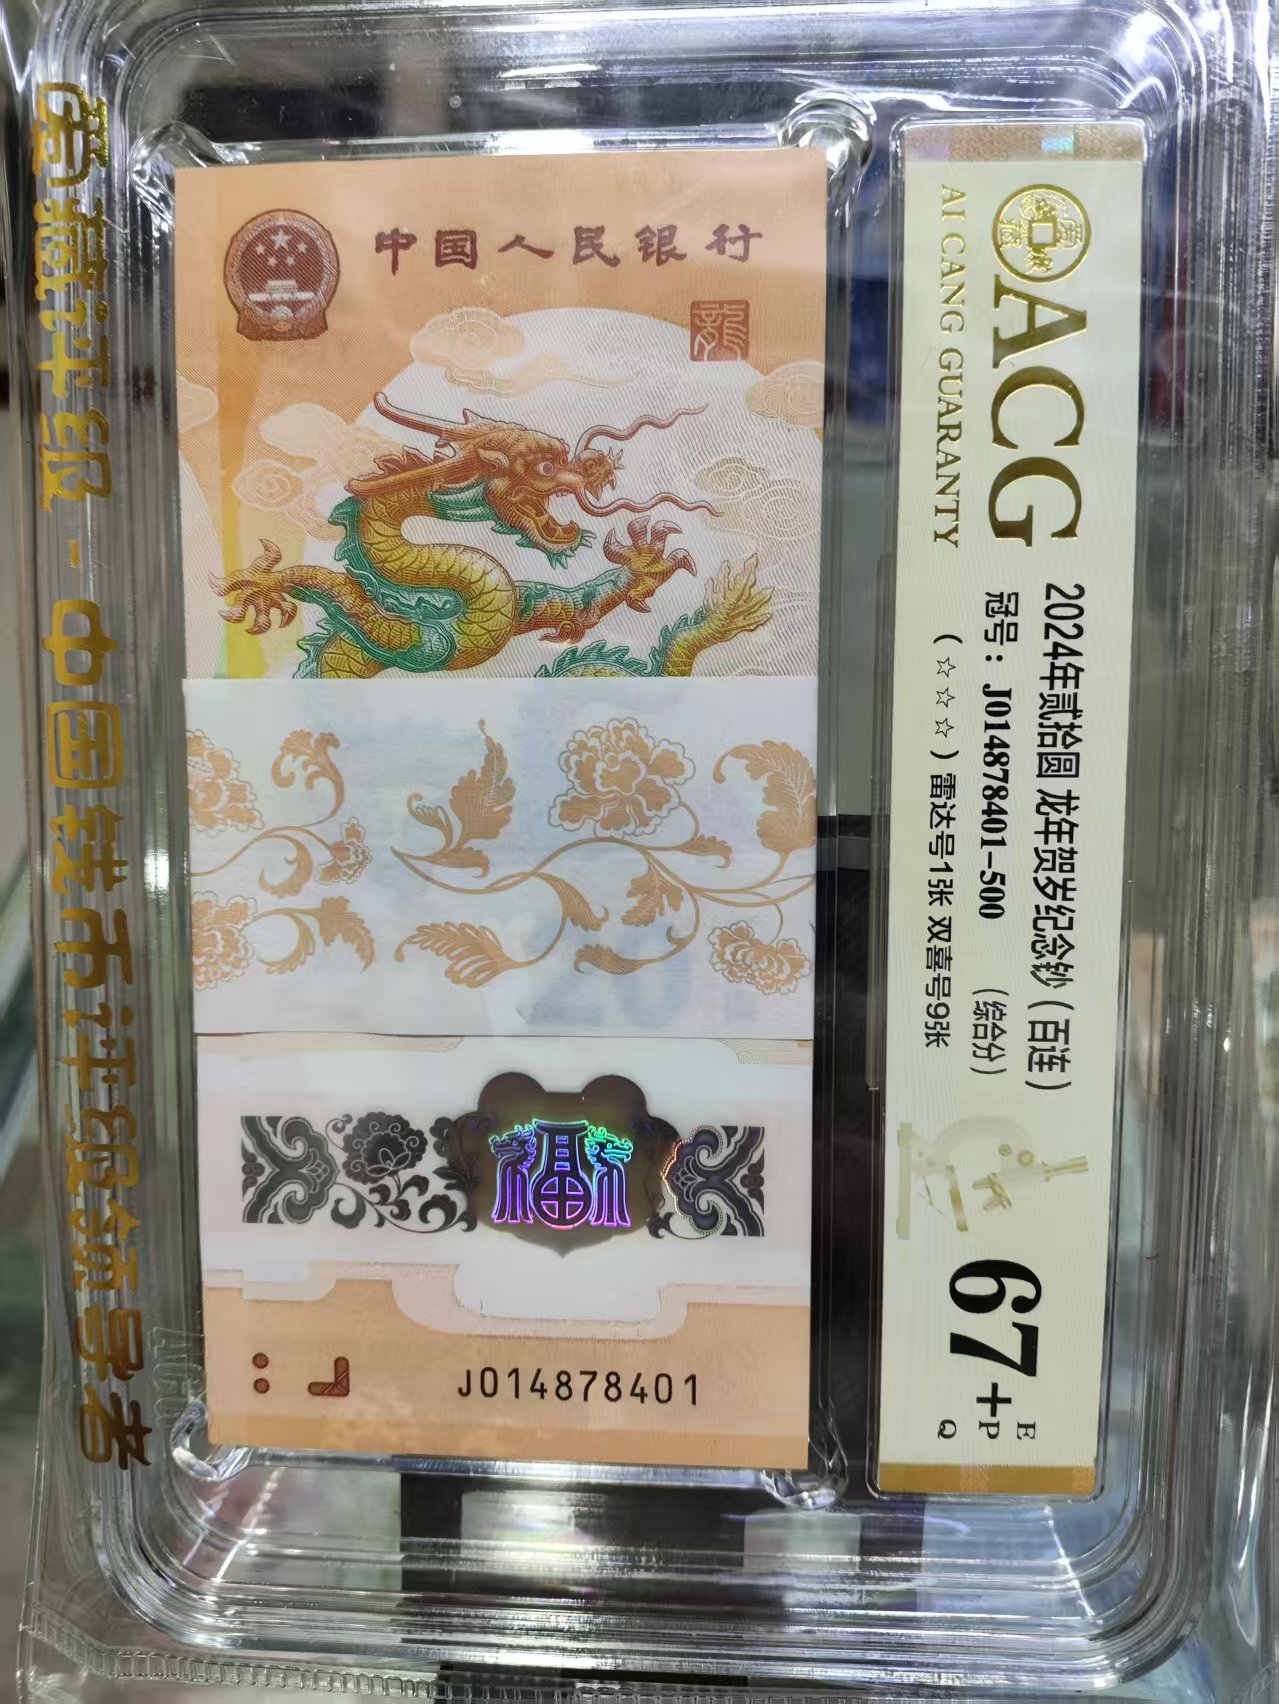 爱藏评级 - 中国钱币评级领导者
中国人民银行
龍
福
J014878401
ACG
AI CANG GUARANTY
2024年贰拾圆 龙年贺岁纪念钞（百连）
冠号：J014878401-500 （综合分）
（☆☆☆）雷达号1张 双喜号9张
67+
E
P
Q